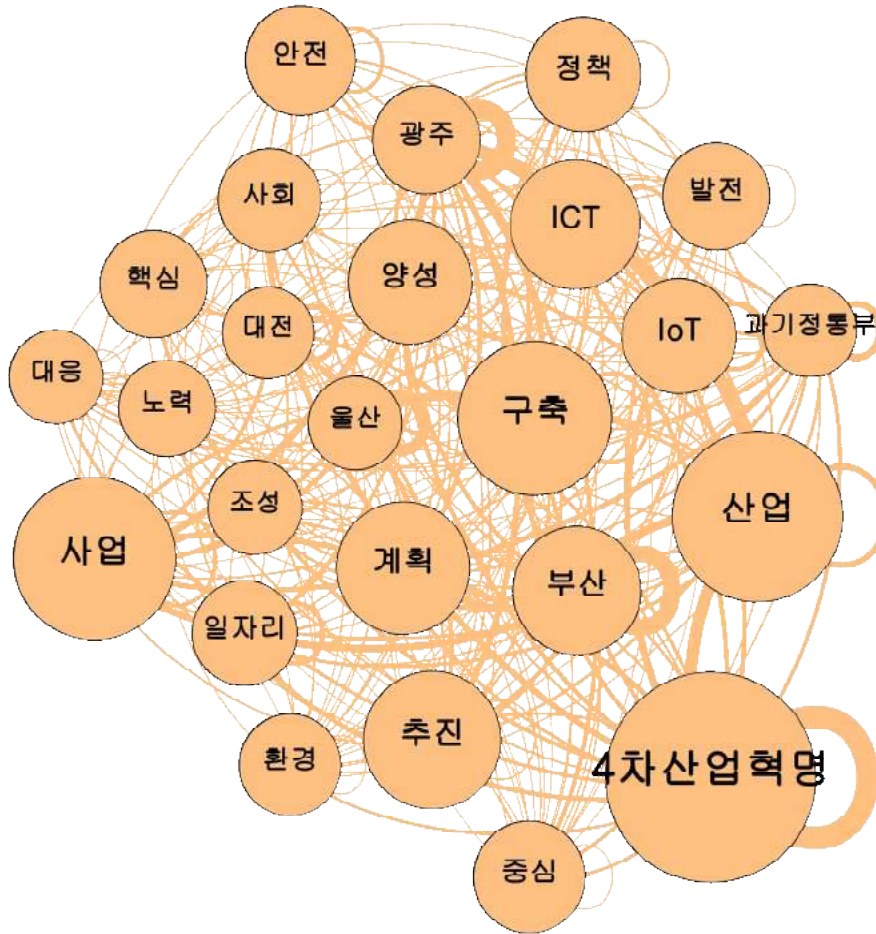 안전
정책
광주
사회
ICT
발전
핵심
양성
대전
IoT
과기정통부
대응
노력
울산
구축
조성
산업
사업
계획
부산
일자리
추진
환경
4차산업혁명
중심